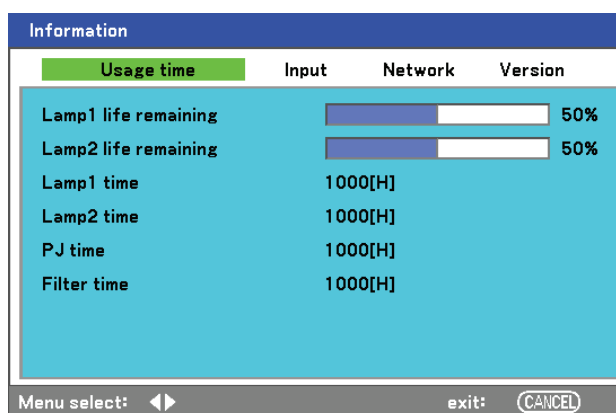 Information
Usage time Input Network Version
Lamp1 life remaining 50%
Lamp2 life remaining 50%
Lamp1 time 1000[H]
Lamp2 time 1000[H]
PJ time 1000[H]
Filter time 1000[H]
Menu select: ◀▶ exit: CANCEL